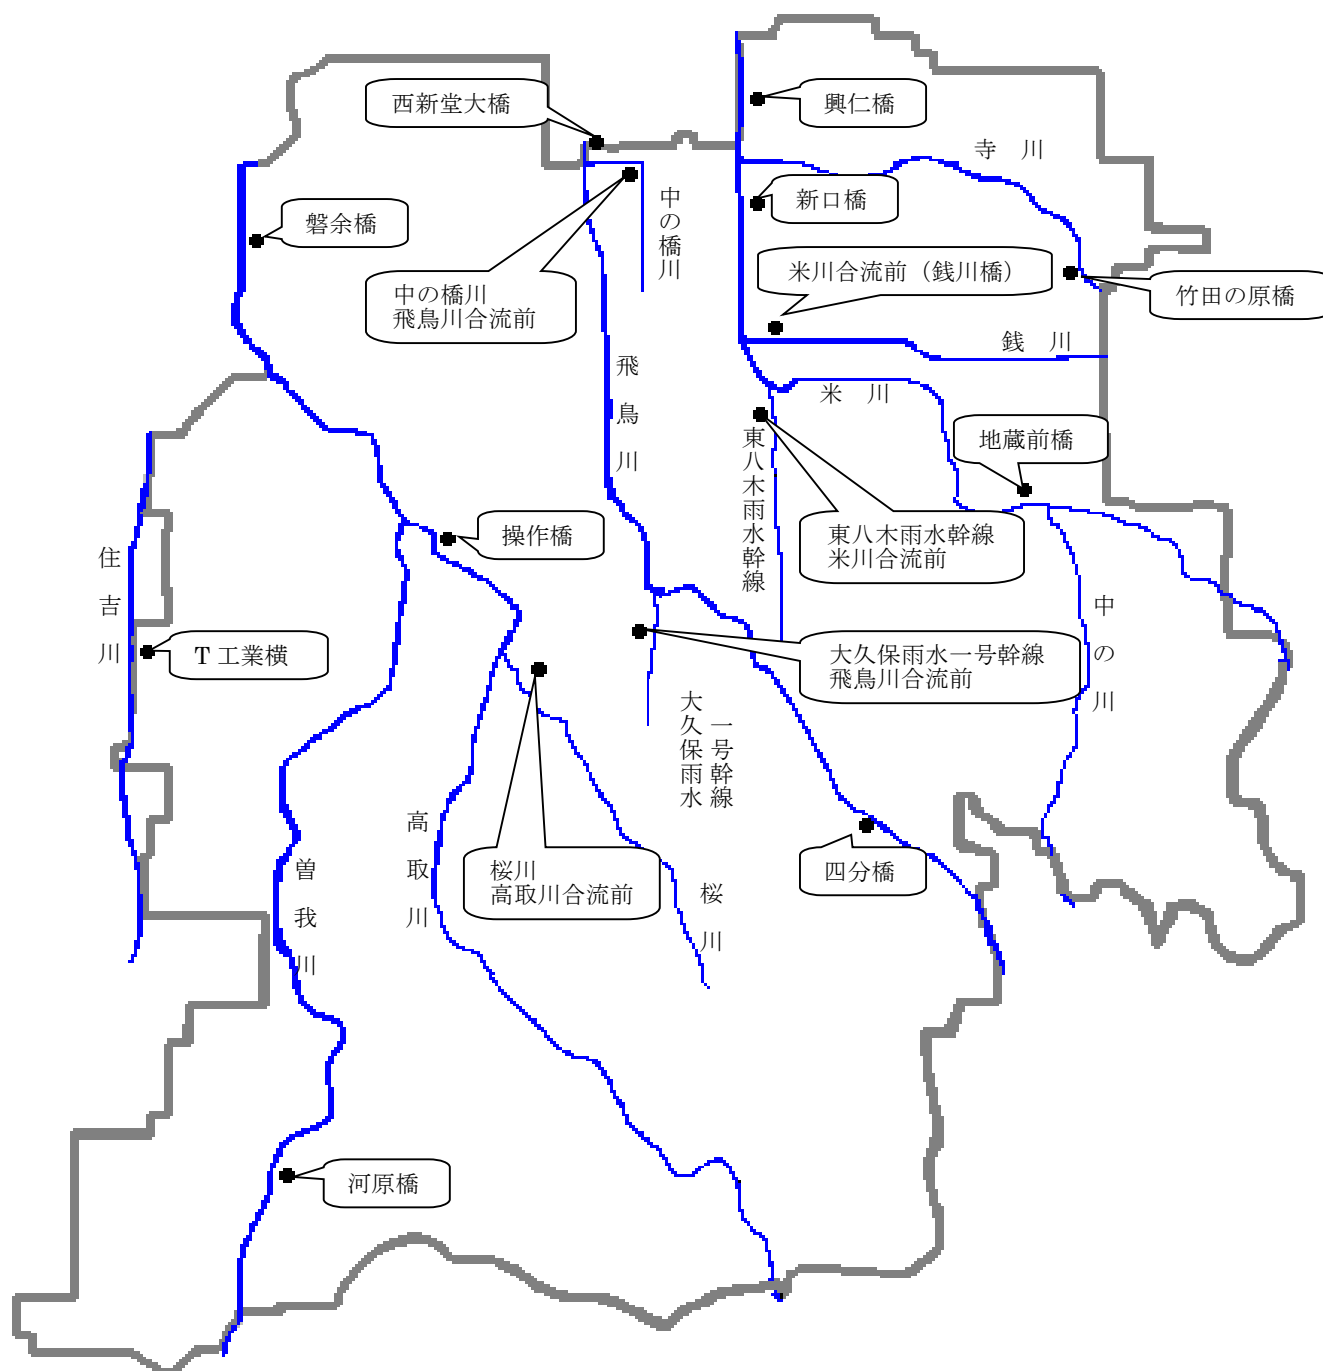 西新堂大橋
興仁橋
寺川
新口橋
磐余橋
中の橋川
米川合流前（銭川橋）
竹田の原橋
中の橋川
飛鳥川合流前
銭川
飛鳥川
米川
地蔵前橋
東八木雨水幹線
操作橋
東八木雨水幹線
米川合流前
住吉川
中の川
T工業横
大久保雨水一号幹線
飛鳥川合流前
大久保雨水
一号幹線
高取川
四分橋
桜川
高取川合流前
曽我川
桜川
河原橋